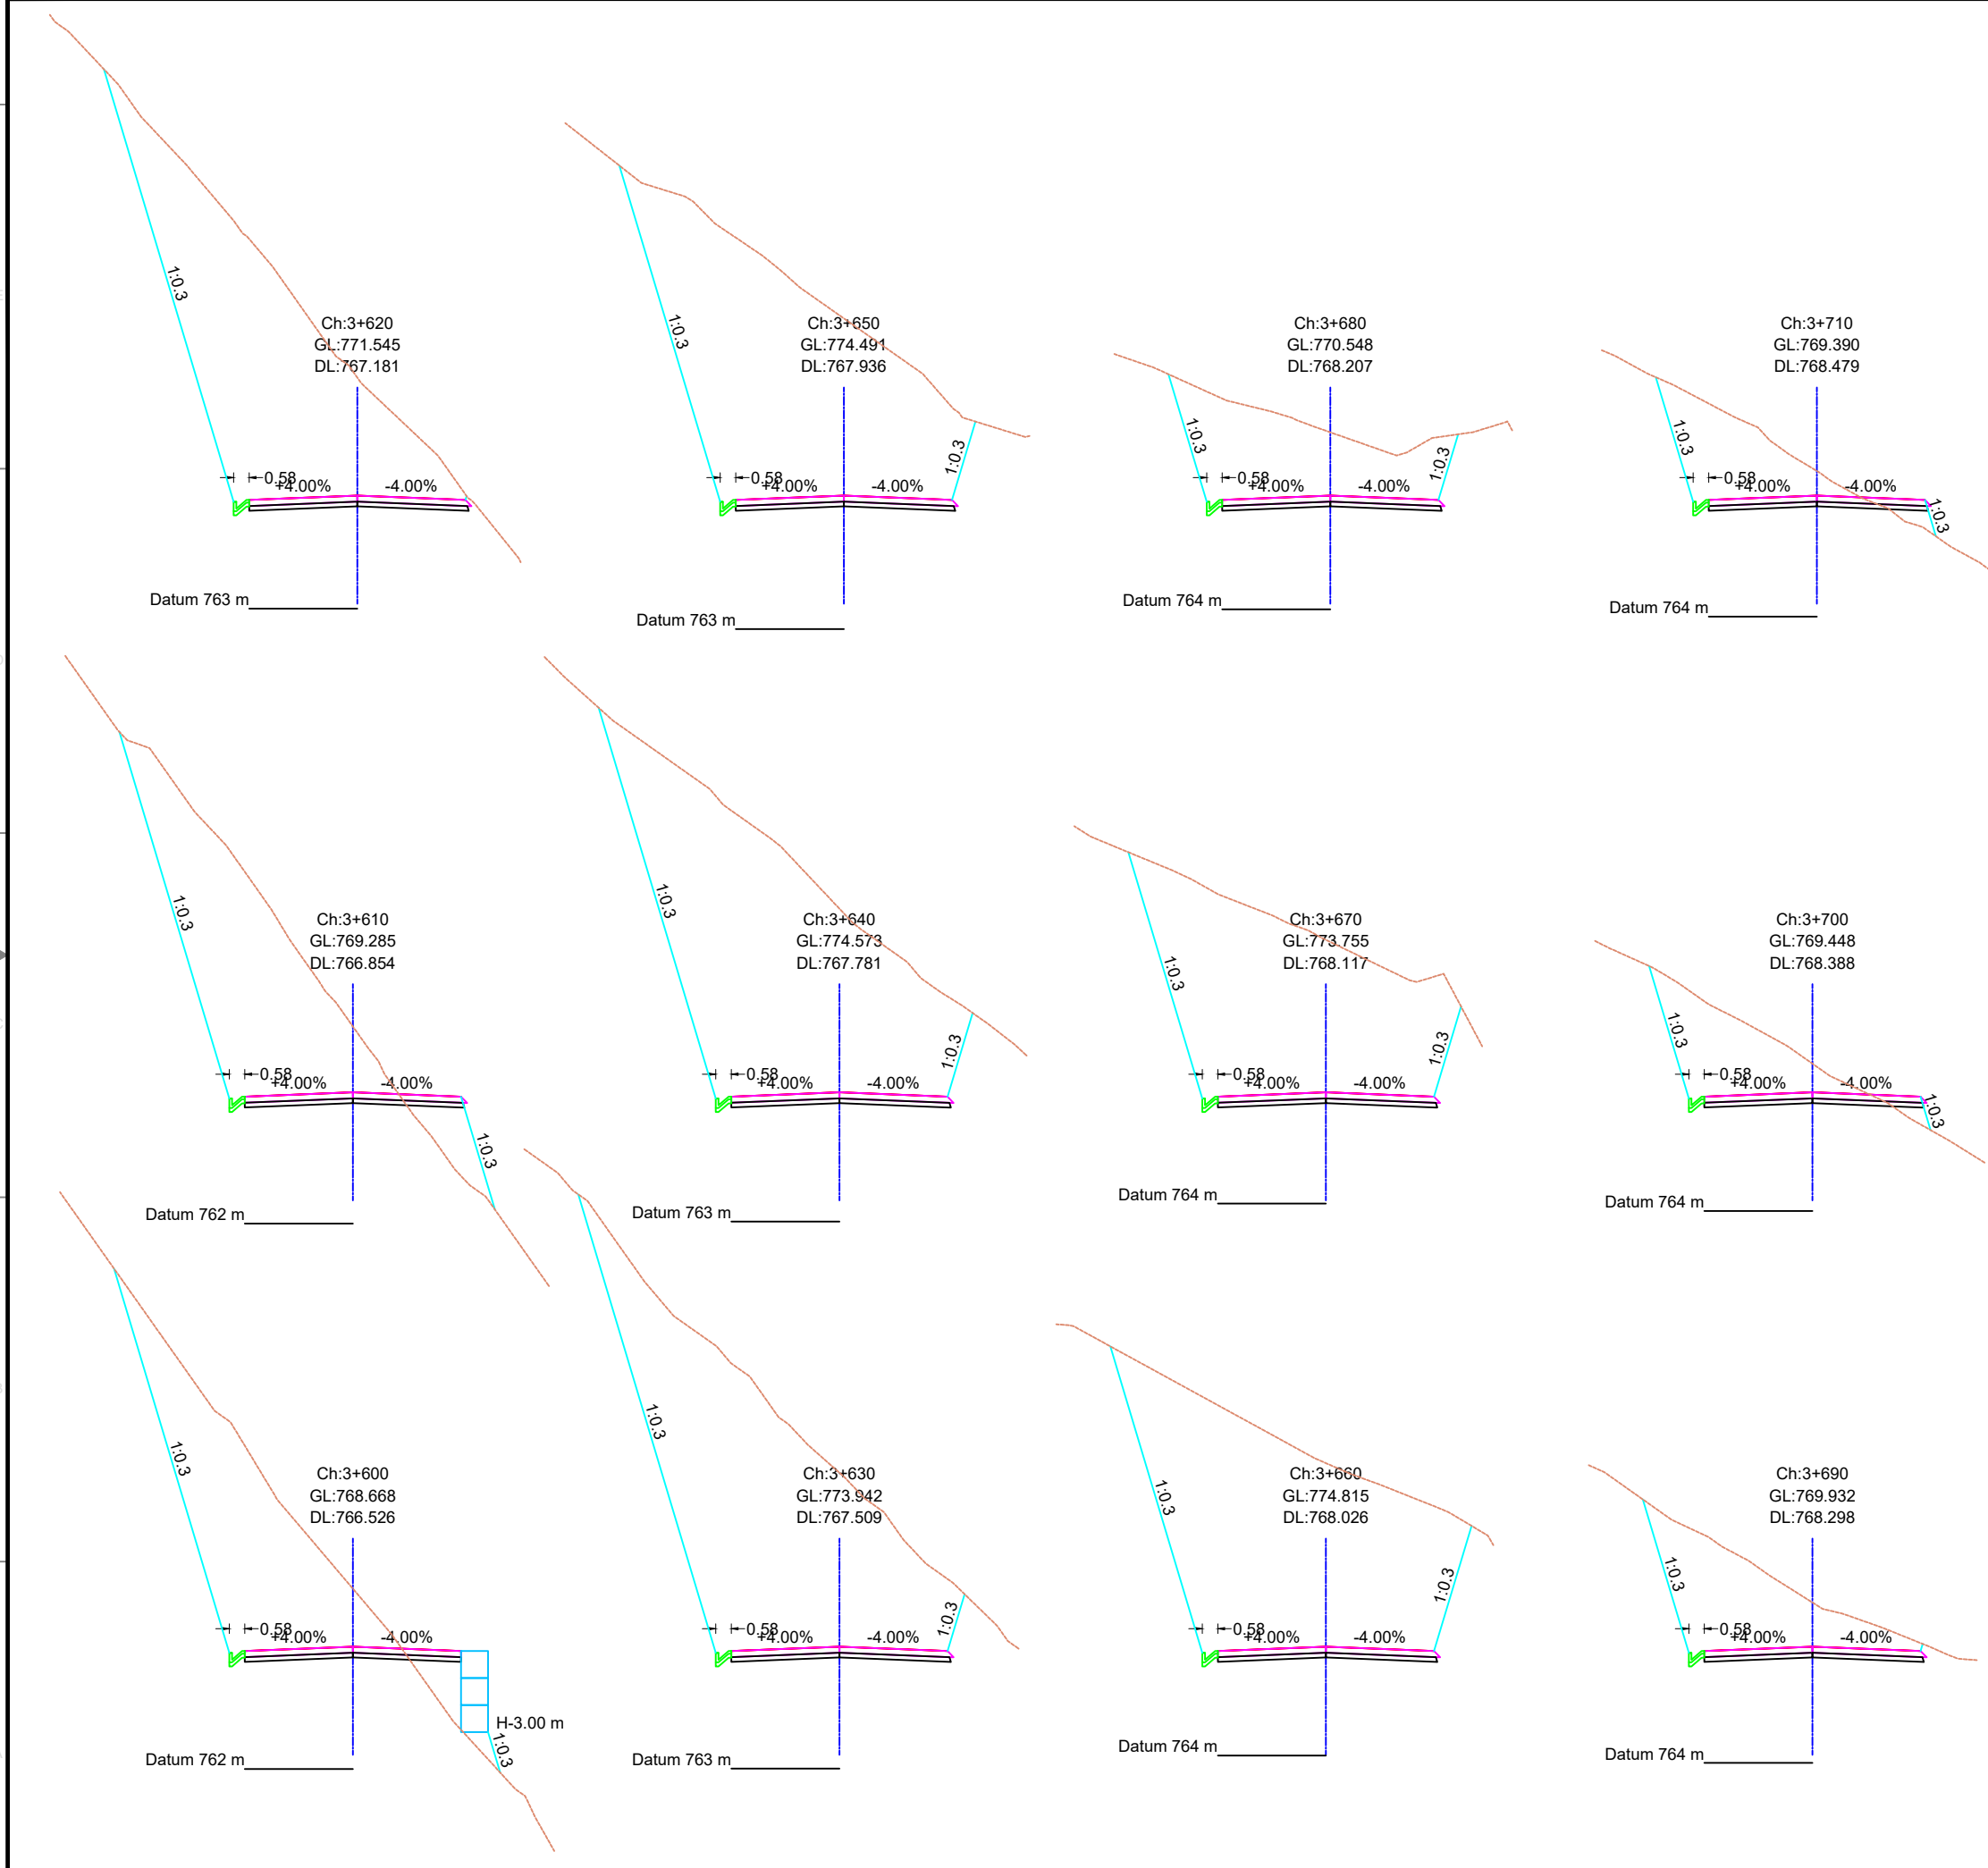 Ch:3+620
GL:771.545
DL:767.181
1:0.3
0.58
+4.00%
-4.00%
Datum 763 m
Ch:3+650
GL:774.491
DL:767.936
1:0.3
0.58
+4.00%
-4.00%
1:0.3
Datum 763 m
Ch:3+680
GL:770.548
DL:768.207
1:0.3
0.58
+4.00%
-4.00%
1:0.3
Datum 764 m
Ch:3+710
GL:769.390
DL:768.479
1:0.3
0.58
+4.00%
-4.00%
1:0.3
Datum 764 m
Ch:3+610
GL:769.285
DL:766.854
1:0.3
0.58
+4.00%
-4.00%
1:0.3
Datum 762 m
Ch:3+640
GL:774.573
DL:767.781
1:0.3
0.58
+4.00%
-4.00%
1:0.3
Datum 763 m
Ch:3+670
GL:773.755
DL:768.117
1:0.3
0.58
+4.00%
-4.00%
1:0.3
Datum 764 m
Ch:3+700
GL:769.448
DL:768.388
1:0.3
0.58
+4.00%
-4.00%
1:0.3
Datum 764 m
Ch:3+600
GL:768.668
DL:766.526
1:0.3
0.58
+4.00%
-4.00%
H-3.00 m
1:0.3
Datum 762 m
Ch:3+630
GL:773.942
DL:767.509
1:0.3
0.58
+4.00%
-4.00%
1:0.3
Datum 763 m
Ch:3+660
GL:774.815
DL:768.026
1:0.3
0.58
+4.00%
-4.00%
1:0.3
Datum 764 m
Ch:3+690
GL:769.932
DL:768.298
1:0.3
0.58
+4.00%
-4.00%
Datum 764 m